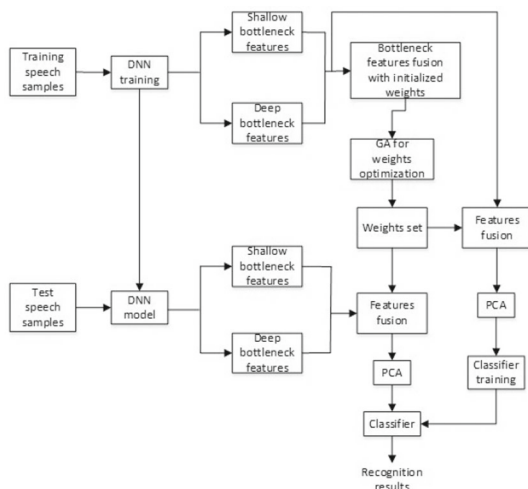 Training
speech
samples
DNN
training
Shallow
bottleneck
features
Deep
bottleneck
features
Bottleneck
features fusion
with initialized
weights
GA for
weights
optimization
Weights set
Features
fusion
PCA
Classifier
training
Test
speech
samples
DNN
model
Shallow
bottleneck
features
Deep
bottleneck
features
Features
fusion
PCA
Classifier
Recognition
results